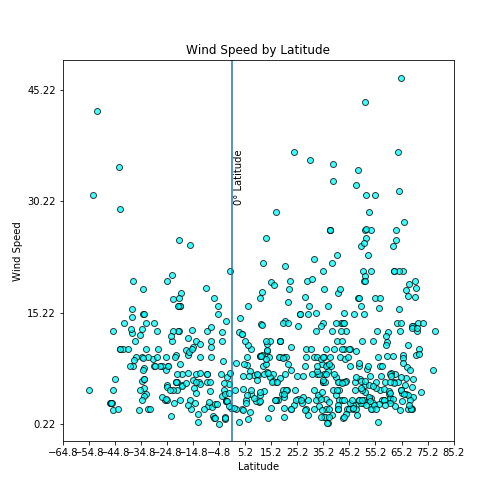 Wind Speed by Latitude
45.22
30.22
15.22
0.22
Wind Speed
0° Latitude
−64.8 −54.8 −44.8 −34.8 −24.8 −14.8 −4.8 5.2 15.2 25.2 35.2 45.2 55.2 65.2 75.2 85.2
Latitude